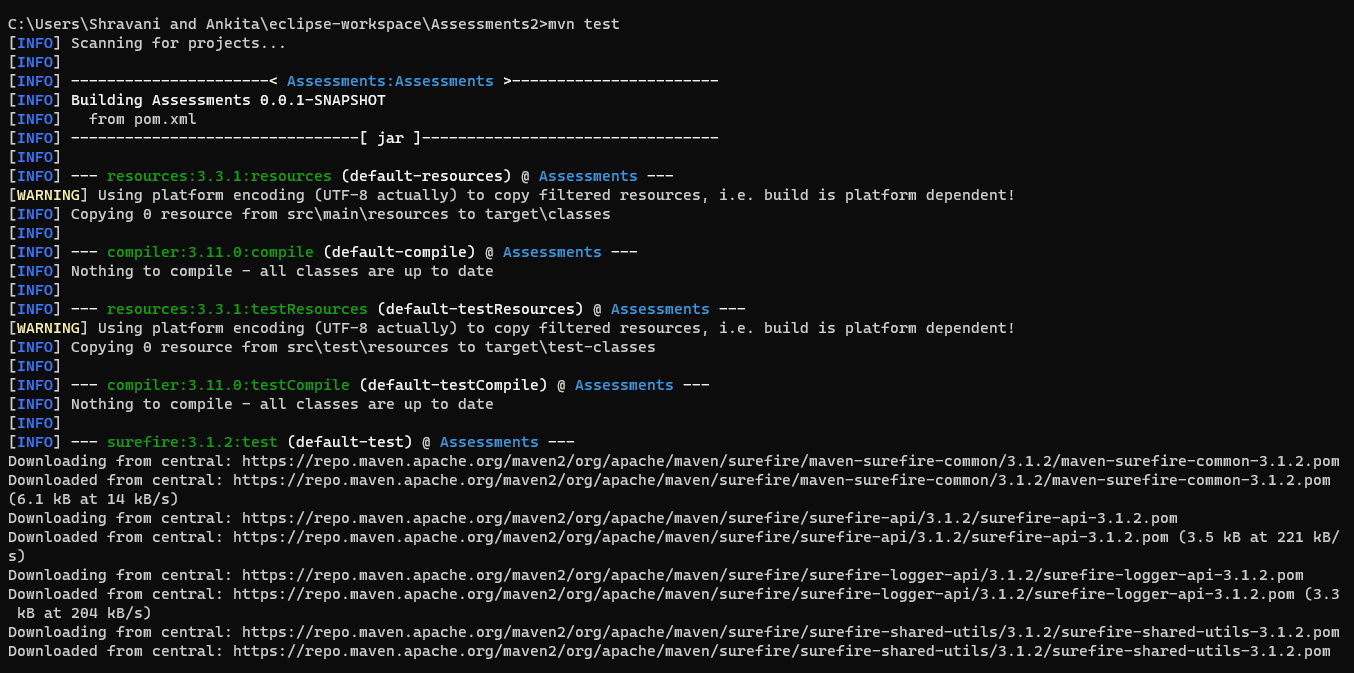 C:\Users\Shravani and Ankita\eclipse-workspace\Assessments2>mvn test
[INFO] Scanning for projects...
[INFO]
[INFO] ----------------------< Assessments:Assessments >-----------------------
[INFO] Building Assessments 0.0.1-SNAPSHOT
[INFO]   from pom.xml
[INFO] --------------------------------[ jar ]---------------------------------
[INFO]
[INFO] --- resources:3.3.1:resources (default-resources) @ Assessments ---
[WARNING] Using platform encoding (UTF-8 actually) to copy filtered resources, i.e. build is platform dependent!
[INFO] Copying 0 resource from src\main\resources to target\classes
[INFO]
[INFO] --- compiler:3.11.0:compile (default-compile) @ Assessments ---
[INFO] Nothing to compile - all classes are up to date
[INFO]
[INFO] --- resources:3.3.1:testResources (default-testResources) @ Assessments ---
[WARNING] Using platform encoding (UTF-8 actually) to copy filtered resources, i.e. build is platform dependent!
[INFO] Copying 0 resource from src\test\resources to target\test-classes
[INFO]
[INFO] --- compiler:3.11.0:testCompile (default-testCompile) @ Assessments ---
[INFO] Nothing to compile - all classes are up to date
[INFO]
[INFO] --- surefire:3.1.2:test (default-test) @ Assessments ---
Downloading from central: https://repo.maven.apache.org/maven2/org/apache/maven/surefire/maven-surefire-common/3.1.2/maven-surefire-common-3.1.2.pom
Downloaded from central: https://repo.maven.apache.org/maven2/org/apache/maven/surefire/maven-surefire-common/3.1.2/maven-surefire-common-3.1.2.pom
(6.1 kB at 14 kB/s)
Downloading from central: https://repo.maven.apache.org/maven2/org/apache/maven/surefire/surefire-api/3.1.2/surefire-api-3.1.2.pom
Downloaded from central: https://repo.maven.apache.org/maven2/org/apache/maven/surefire/surefire-api/3.1.2/surefire-api-3.1.2.pom (3.5 kB at 221 kB/
s)
Downloading from central: https://repo.maven.apache.org/maven2/org/apache/maven/surefire/surefire-logger-api/3.1.2/surefire-logger-api-3.1.2.pom
Downloaded from central: https://repo.maven.apache.org/maven2/org/apache/maven/surefire/surefire-logger-api/3.1.2/surefire-logger-api-3.1.2.pom (3.3
 kB at 204 kB/s)
Downloading from central: https://repo.maven.apache.org/maven2/org/apache/maven/surefire/surefire-shared-utils/3.1.2/surefire-shared-utils-3.1.2.pom
Downloaded from central: https://repo.maven.apache.org/maven2/org/apache/maven/surefire/surefire-shared-utils/3.1.2/surefire-shared-utils-3.1.2.pom